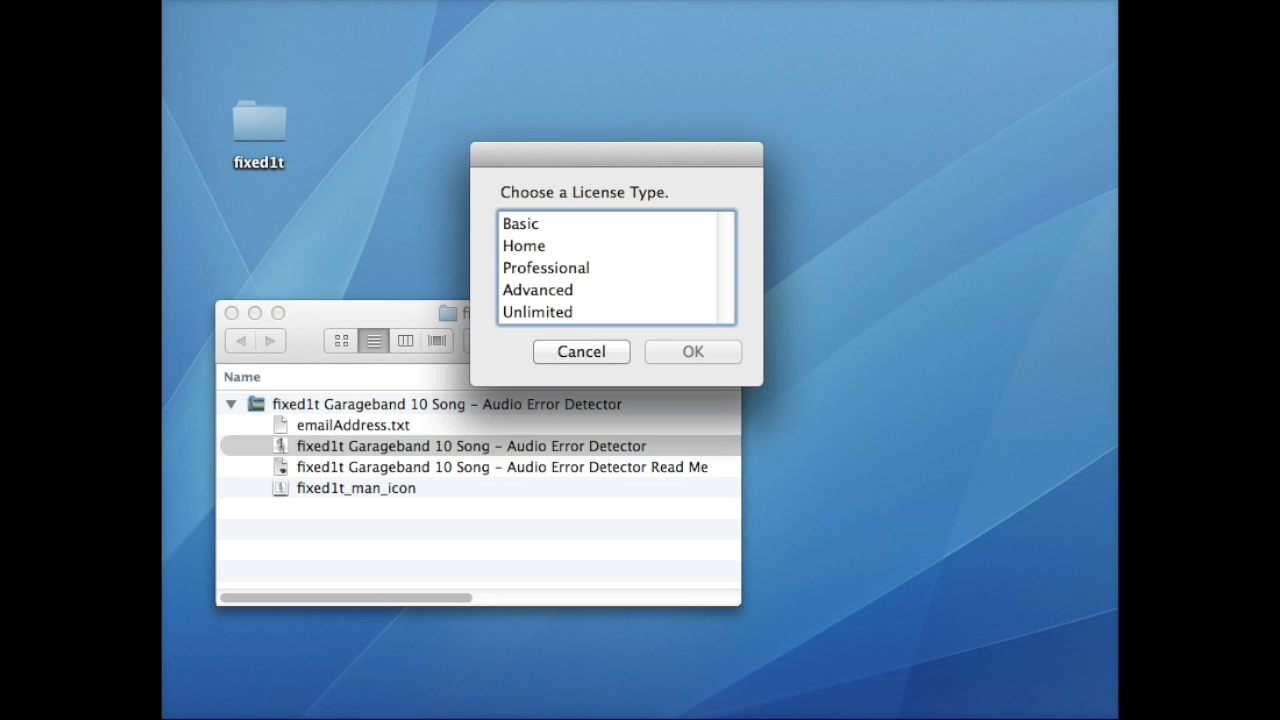 fixed1t
Choose a License Type.
Basic
Home
Professional
Advanced
Unlimited
Cancel
OK
Name
fixed1t Garageband 10 Song – Audio Error Detector
emailAddress.txt
fixed1t Garageband 10 Song – Audio Error Detector
fixed1t Garageband 10 Song – Audio Error Detector Read Me
fixed1t_man_icon